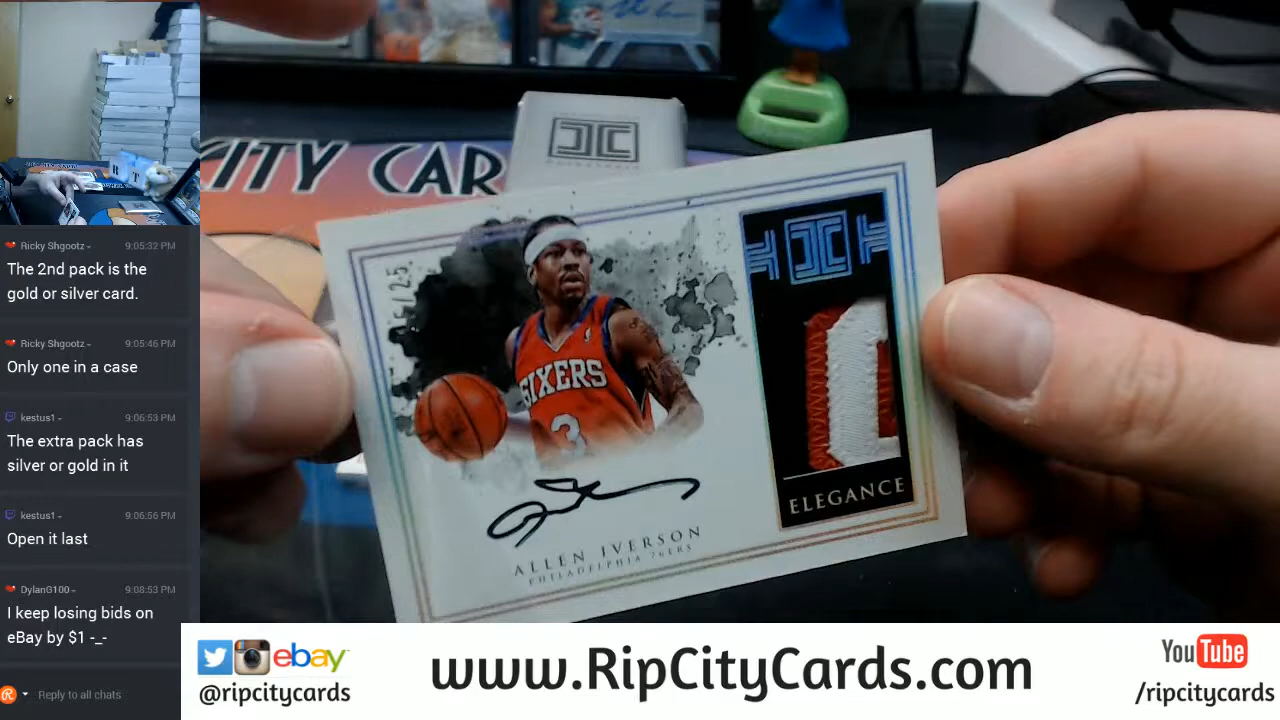 CITY CAR
Ricky Shgootz 9:05:32 PM
The 2nd pack is the
gold or silver card.
Ricky Shgootz 9:05:46 PM
Only one in a case
kestus1 9:06:53 PM
The extra pack has
silver or gold in it
kestus1 9:06:56 PM
Open it last
DylanG100 9:08:53 PM
I keep losing bids on
eBay by $1 -_-
Reply to all chats
/25
SIXERS
3
ELEGANCE
ALLEN IVERSON
PHILADELPHIA 76ERS
ebay
@ripcitycards
www.RipCityCards.com
YouTube
/ripcitycards